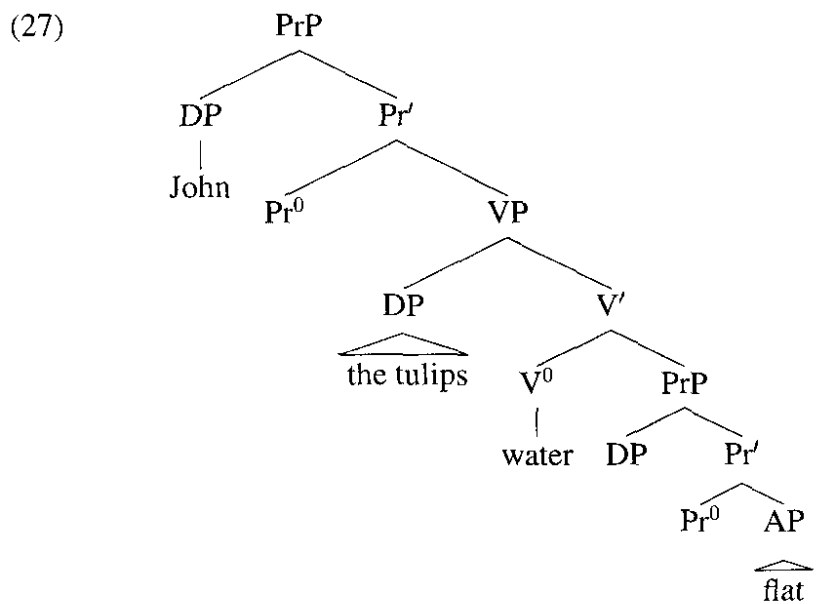 (27) PrP
DP Pr′
John
Pr⁰ VP
DP V′
the tulips V⁰ PrP
water DP Pr′
Pr⁰ AP
flat